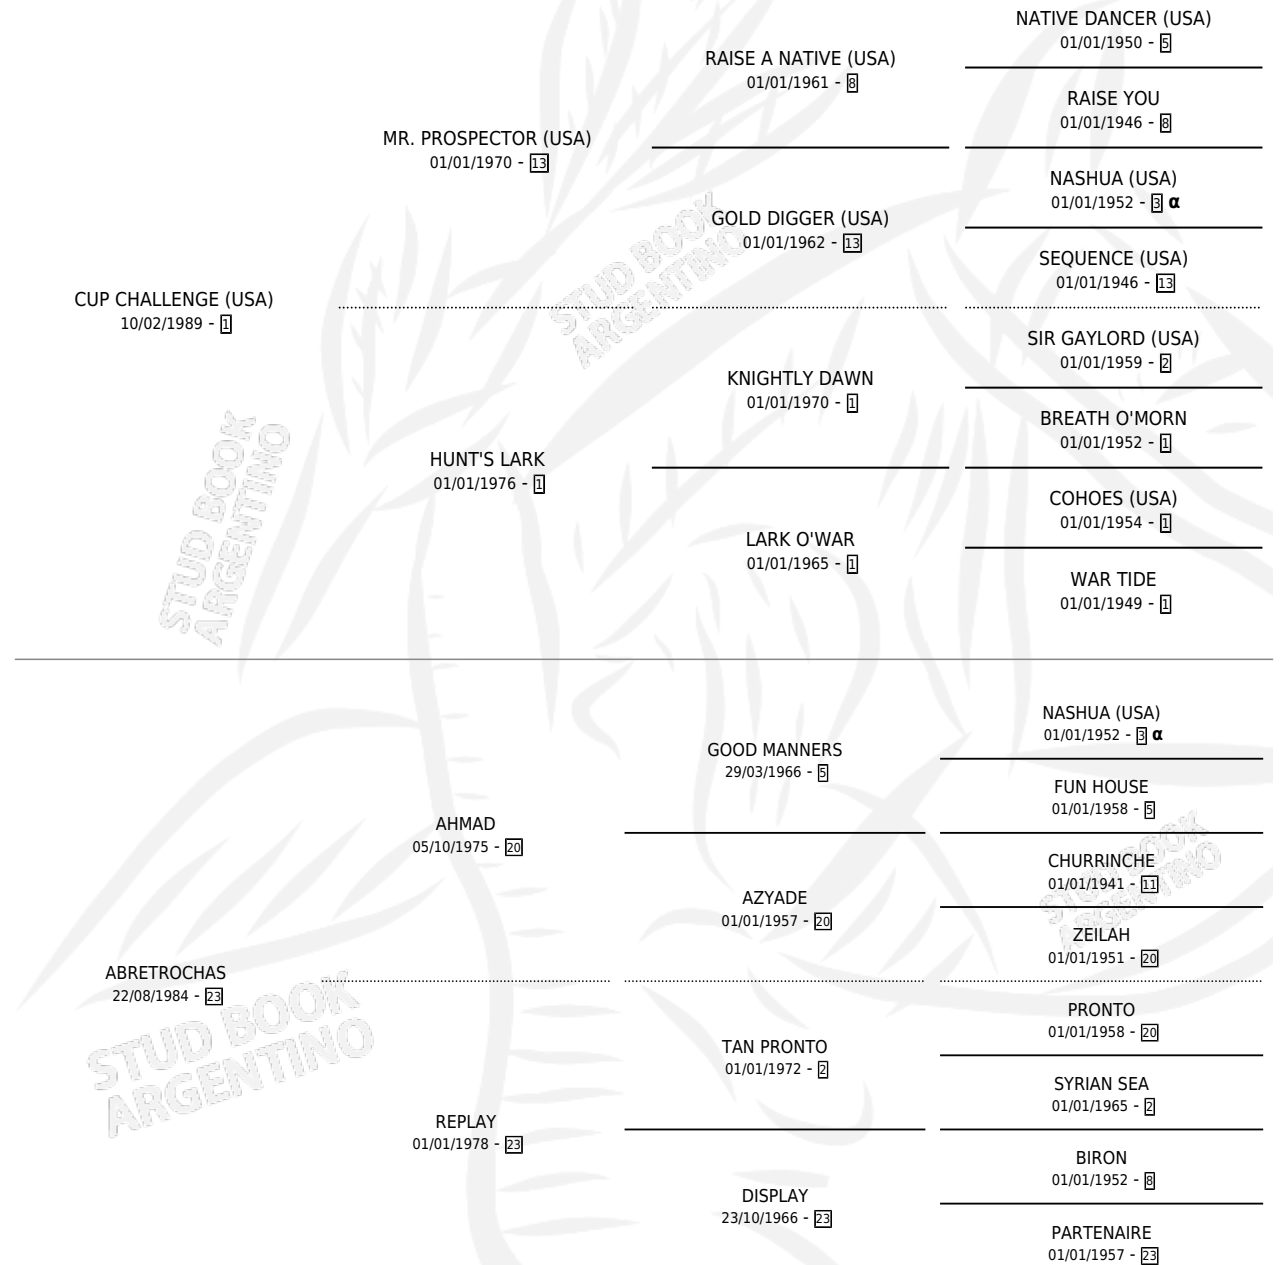 NATIVE DANCER (USA)
01/01/1950 - 5
RAISE A NATIVE (USA)
01/01/1961 - 8
RAISE YOU
01/01/1946 - 8
MR. PROSPECTOR (USA)
01/01/1970 - 13
NASHUA (USA)
01/01/1952 - 3 α
GOLD DIGGER (USA)
01/01/1962 - 13
SEQUENCE (USA)
01/01/1946 - 13
CUP CHALLENGE (USA)
10/02/1989 - 1
SIR GAYLORD (USA)
01/01/1959 - 2
KNIGHTLY DAWN
01/01/1970 - 1
BREATH O'MORN
01/01/1952 - 1
HUNT'S LARK
01/01/1976 - 1
COHOES (USA)
01/01/1954 - 1
LARK O'WAR
01/01/1965 - 1
WAR TIDE
01/01/1949 - 1
NASHUA (USA)
01/01/1952 - 3 α
GOOD MANNERS
29/03/1966 - 5
FUN HOUSE
01/01/1958 - 5
AHMAD
05/10/1975 - 20
CHURRINCHE
01/01/1941 - 11
AZYADE
01/01/1957 - 20
ZEILAH
01/01/1951 - 20
ABRETROCHAS
22/08/1984 - 23
PRONTO
01/01/1958 - 20
TAN PRONTO
01/01/1972 - 2
SYRIAN SEA
01/01/1965 - 2
REPLAY
01/01/1978 - 23
BIRON
01/01/1952 - 8
DISPLAY
23/10/1966 - 23
PARTENAIRE
01/01/1957 - 23
STUD BOOK
ARGENTINO
STUD BOOK
ARGENTINO
STUD BOOK
ARGENTINO
STUD BOOK
ARGENTINO